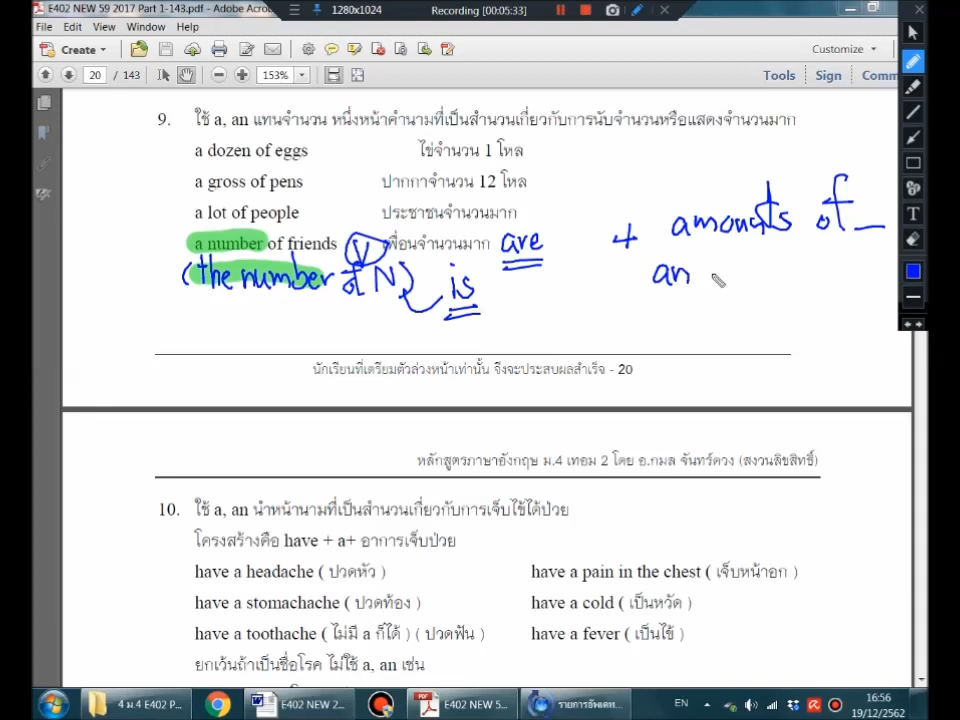 E402 NEW 59 2017 Part 1-143.pdf - Adobe Acro
1280x1024 Recording [00:05:33]
File Edit View Window Help
Create Customize
20 / 143 153% Tools Sign Comm
9. ใช้ a, an แทนจำนวน หนึ่งหน้าคำนามที่เป็นสำนวนเกี่ยวกับการนับจำนวนหรือแสดงจำนวนมาก
a dozen of eggs ไข่จำนวน 1 โหล
a gross of pens ปากกาจำนวน 12 โหล
a lot of people ประชาชนจำนวนมาก
a number of friends เพื่อนจำนวนมาก are + amounts of _
(the number of N) is an
V
นักเรียนที่เตรียมตัวล่วงหน้าเท่านั้น จึงจะประสบผลสำเร็จ - 20
หลักสูตรภาษาอังกฤษ ม.4 เทอม 2 โดย อ.กมล จันทร์ดวง (สงวนลิขสิทธิ์)
10. ใช้ a, an นำหน้านามที่เป็นสำนวนเกี่ยวกับการเจ็บไข้ได้ป่วย
โครงสร้างคือ have + a+ อาการเจ็บป่วย
have a headache ( ปวดหัว ) have a pain in the chest ( เจ็บหน้าอก )
have a stomachache ( ปวดท้อง ) have a cold ( เป็นหวัด )
have a toothache ( ไม่มี a ก็ได้ ) ( ปวดฟัน ) have a fever ( เป็นไข้ )
ยกเว้นถ้าเป็นชื่อโรค ไม่ใช้ a, an เช่น
4 ม.4 E402 P... E402 NEW 2... E402 NEW 5... รายการอัพเดท... EN 16:56
19/12/2562